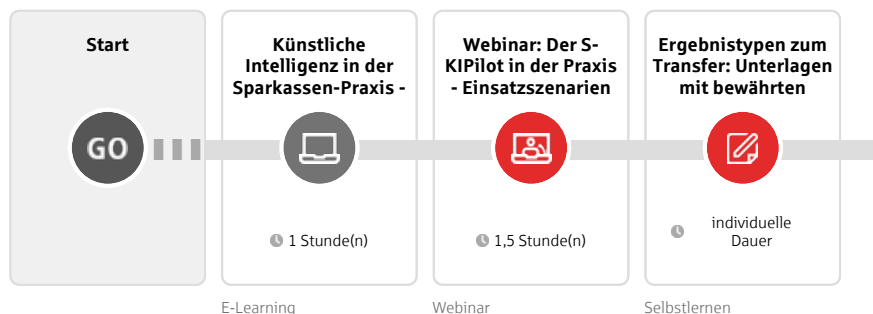 Start
GO
Künstliche
Intelligenz in der
Sparkassen-Praxis -
1 Stunde(n)
E-Learning
Webinar: Der S-
KIPilot in der Praxis
- Einsatzszenarien
1,5 Stunde(n)
Webinar
Ergebnistypen zum
Transfer: Unterlagen
mit bewährten
individuelle
Dauer
Selbstlernen